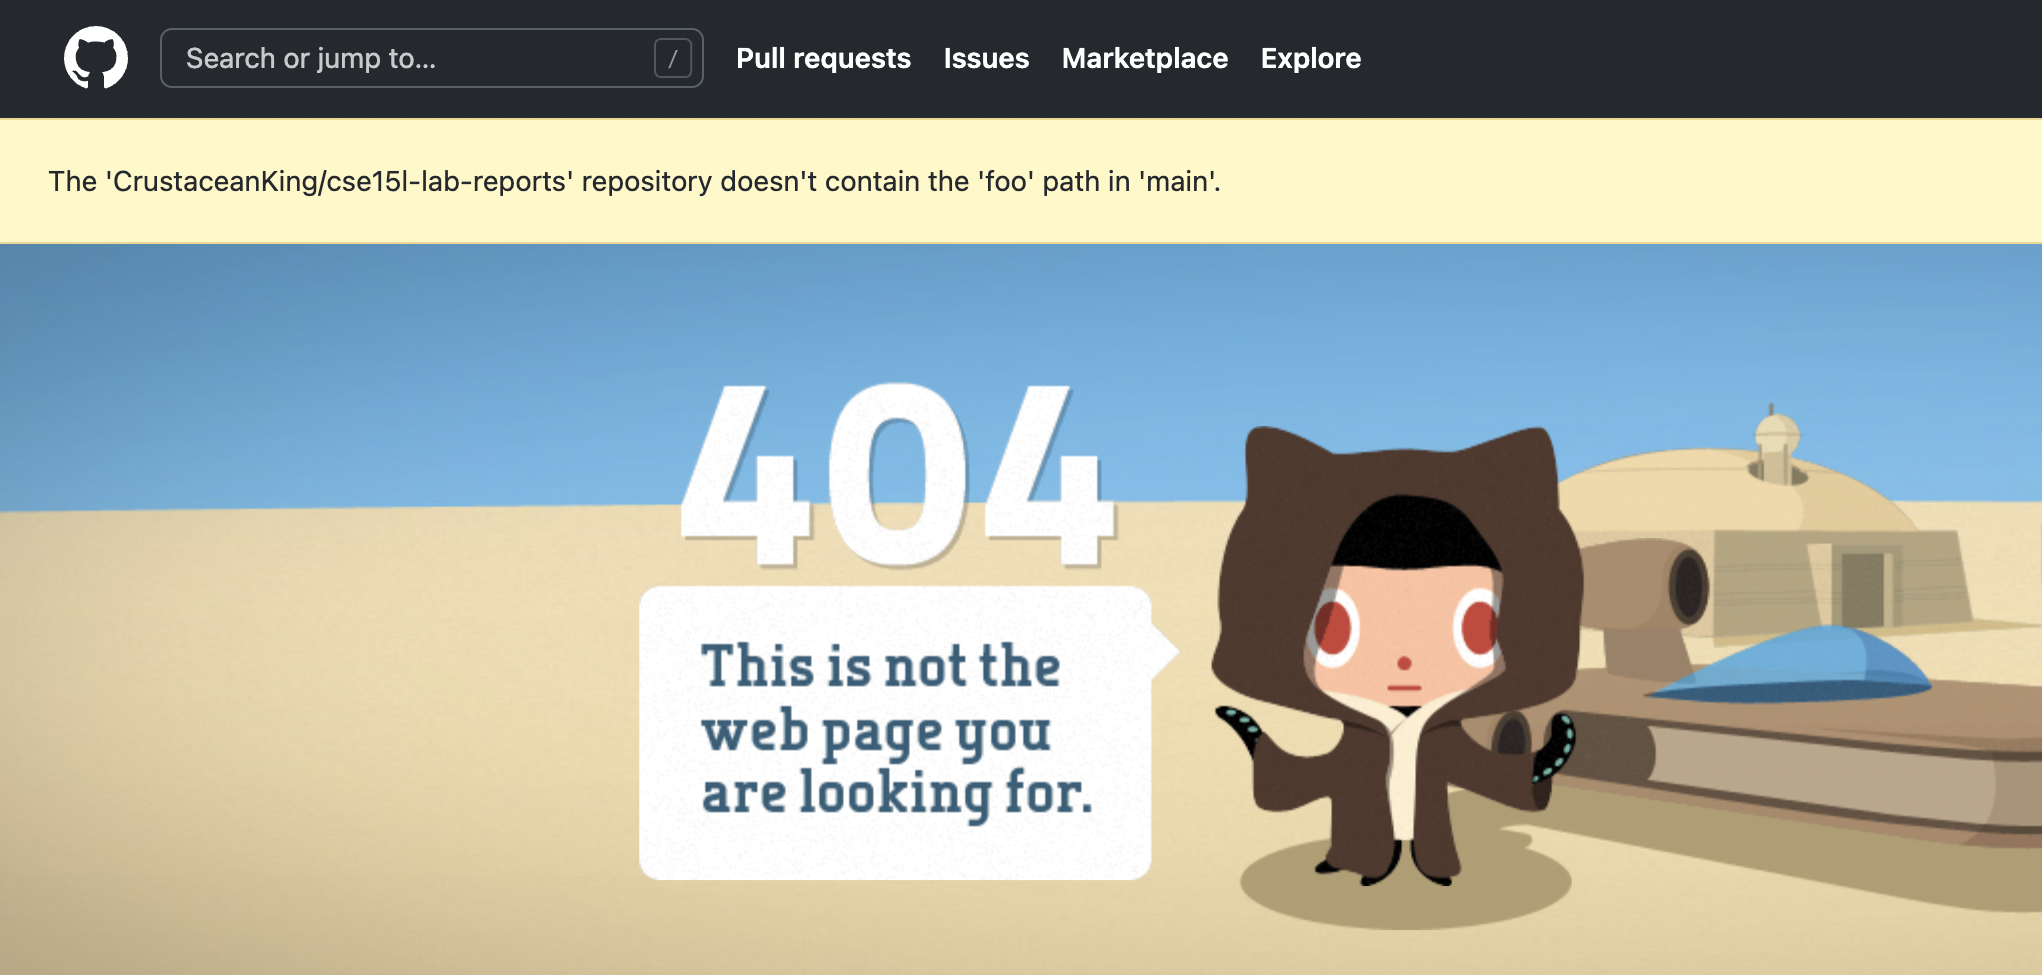 Search or jump to... / Pull requests Issues Marketplace Explore
The 'CrustaceanKing/cse15l-lab-reports' repository doesn't contain the 'foo' path in 'main'.
404
This is not the
web page you
are looking for.